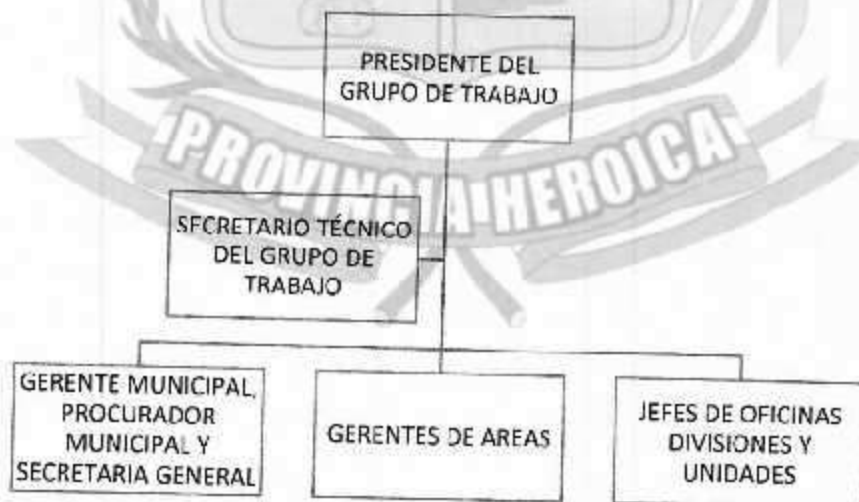 PRESIDENTE DEL
GRUPO DE TRABAJO
PROVINCIA HEROICA
SECRETARIO TÉCNICO
DEL GRUPO DE
TRABAJO
GERENTE MUNICIPAL,
PROCURADOR
MUNICIPAL Y
SECRETARIA GENERAL
GERENTES DE AREAS
JEFES DE OFICINAS
DIVISIONES Y
UNIDADES